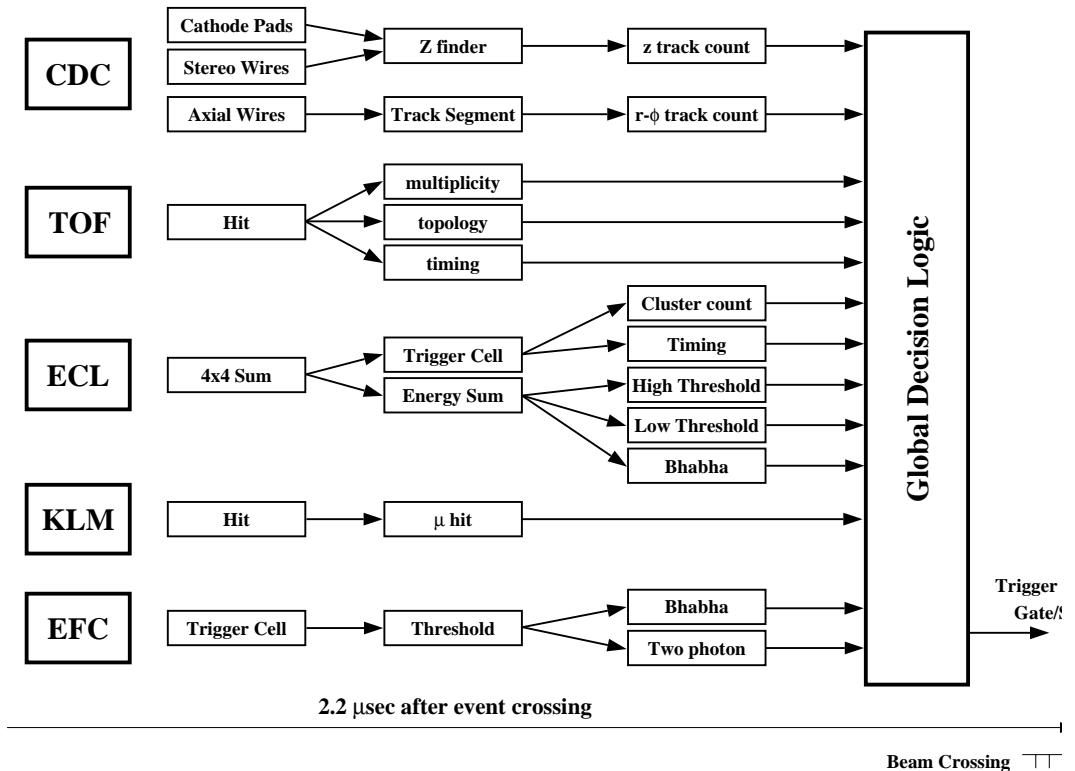 CDC
Cathode Pads
Stereo Wires
Z finder
z track count
Axial Wires
Track Segment
r-ϕ track count
TOF
Hit
multiplicity
topology
timing
ECL
4x4 Sum
Trigger Cell
Energy Sum
Cluster count
Timing
High Threshold
Low Threshold
Bhabha
KLM
Hit
μ hit
EFC
Trigger Cell
Threshold
Bhabha
Two photon
Global Decision Logic
Trigger
2.2 μsec after event crossing
Beam Crossing